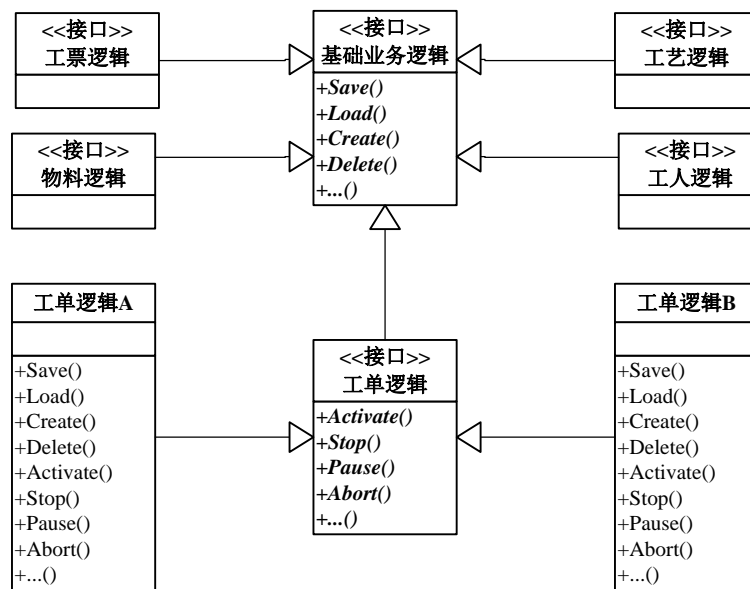 <<接口>>
工票逻辑
<<接口>>
基础业务逻辑
+Save()
+Load()
+Create()
+Delete()
+...()
<<接口>>
工艺逻辑
<<接口>>
物料逻辑
<<接口>>
工人逻辑
工单逻辑A
+Save()
+Load()
+Create()
+Delete()
+Activate()
+Stop()
+Pause()
+Abort()
+...()
<<接口>>
工单逻辑
+Activate()
+Stop()
+Pause()
+Abort()
+...()
工单逻辑B
+Save()
+Load()
+Create()
+Delete()
+Activate()
+Stop()
+Pause()
+Abort()
+...()